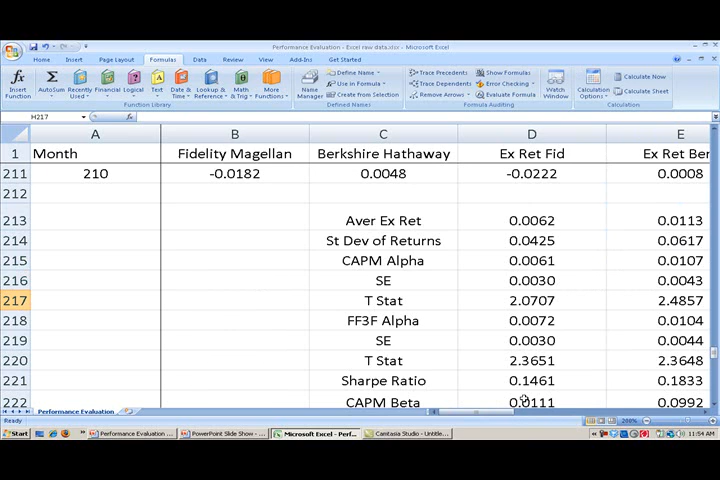 Performance Evaluation - Excel raw data.xlsx - Microsoft Excel
Home Insert Page Layout Formulas Data Review View Add-Ins Get Started
Insert Function AutoSum Recently Used Financial Logical Text Date & Time Lookup & Reference Math & Trig More Functions
Function Library
Name Manager Define Name Use in Formula Create from Selection
Defined Names
Trace Precedents Trace Dependents Remove Arrows Show Formulas Error Checking Evaluate Formula
Formula Auditing
Watch Window
Calculation Options Calculate Now Calculate Sheet
Calculation
H217 fx
A B C D E
1 Month Fidelity Magellan Berkshire Hathaway Ex Ret Fid Ex Ret Ber
211 210 -0.0182 0.0048 -0.0222 0.0008
212
213 Aver Ex Ret 0.0062 0.0113
214 St Dev of Returns 0.0425 0.0617
215 CAPM Alpha 0.0061 0.0107
216 SE 0.0030 0.0043
217 T Stat 2.0707 2.4857
218 FF3F Alpha 0.0072 0.0104
219 SE 0.0030 0.0044
220 T Stat 2.3651 2.3648
221 Sharpe Ratio 0.1461 0.1833
222 CAPM Beta 0.0111 0.0992
Performance Evaluation
Ready 200%
Start Performance Evaluation ... PowerPoint Slide Show - ... Microsoft Excel - Perf... Camtasia Studio - Untitle... 11:54 AM